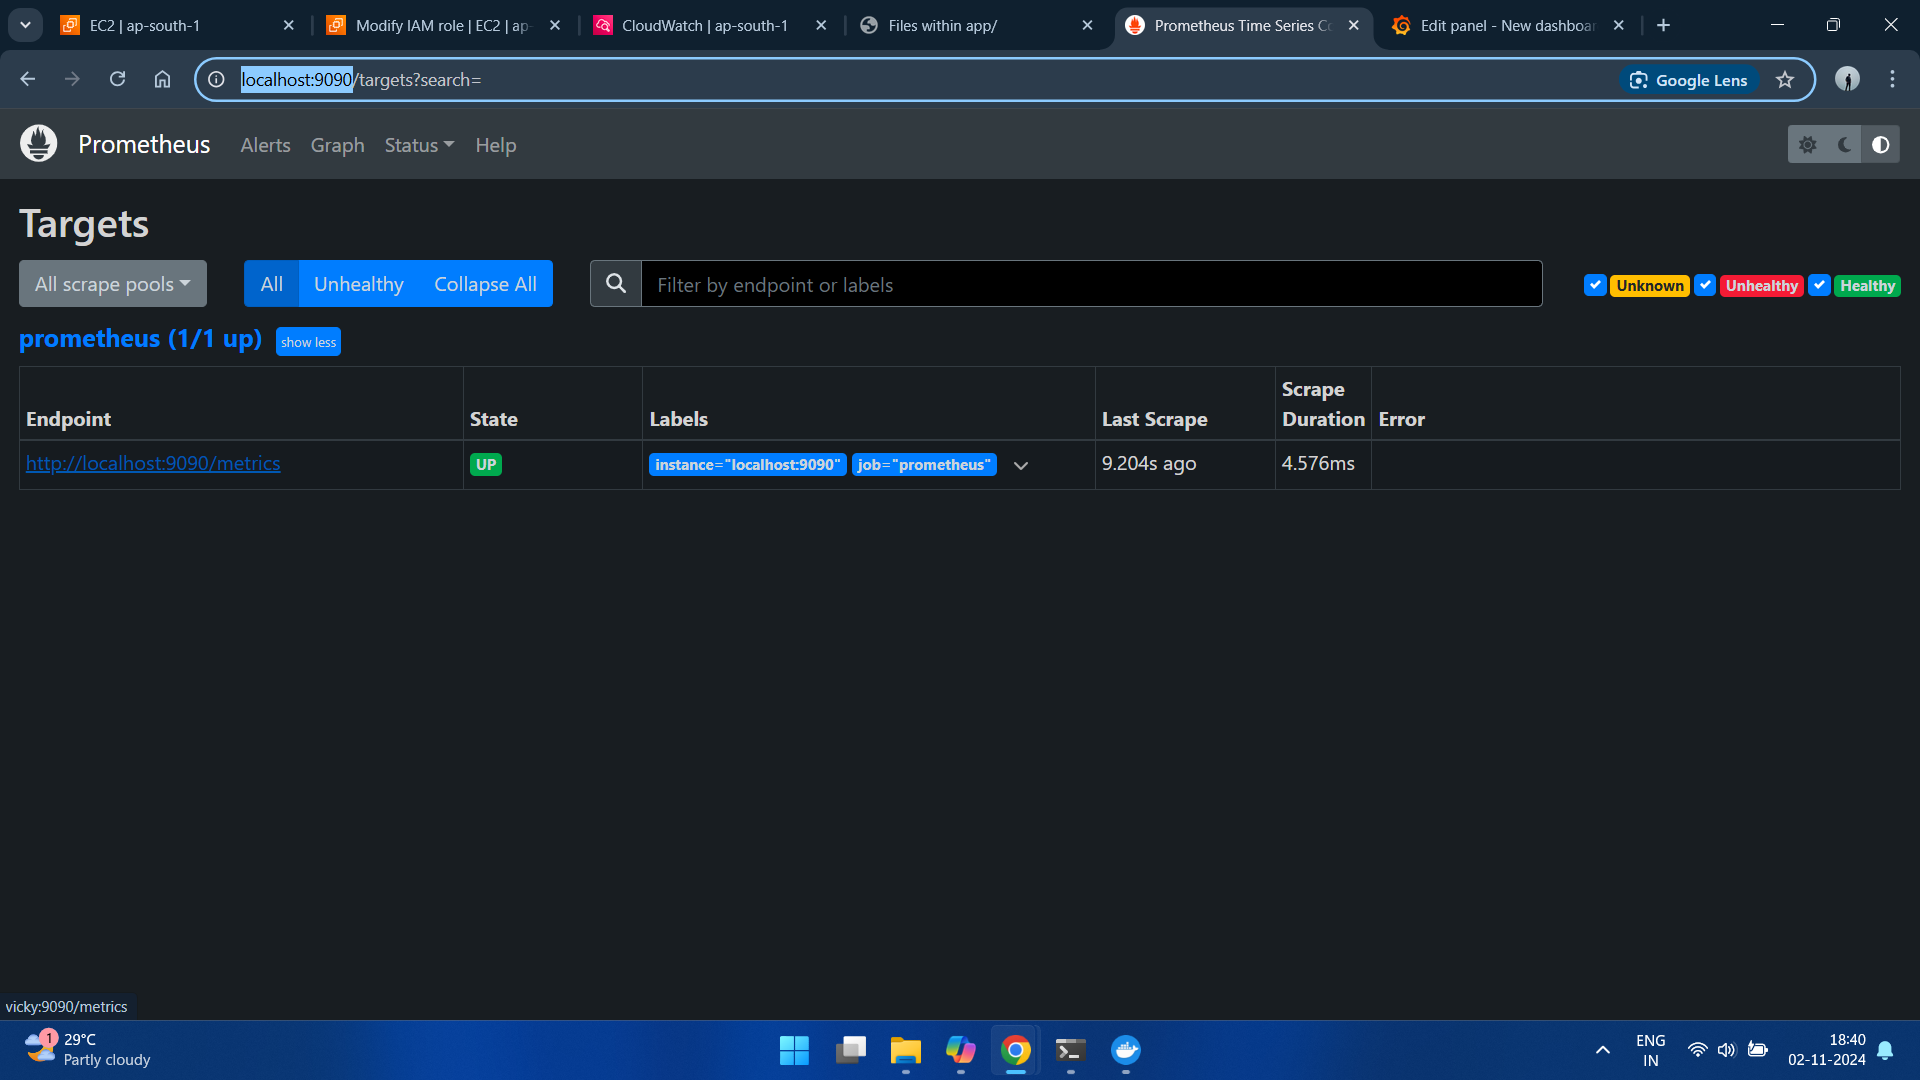 EC2 | ap-south-1
Modify IAM role | EC2 | ap-
CloudWatch | ap-south-1
Files within app/
Prometheus Time Series Co
Edit panel - New dashboar
localhost:9090/targets?search=
Google Lens
Prometheus
Alerts
Graph
Status
Help
Targets
All scrape pools
All
Unhealthy
Collapse All
Filter by endpoint or labels
Unknown
Unhealthy
Healthy
prometheus (1/1 up)
show less
Endpoint
State
Labels
Last Scrape
Scrape
Duration
Error
http://localhost:9090/metrics
UP
instance="localhost:9090"
job="prometheus"
9.204s ago
4.576ms
vicky:9090/metrics
1
29°C
Partly cloudy
ENG
IN
18:40
02-11-2024